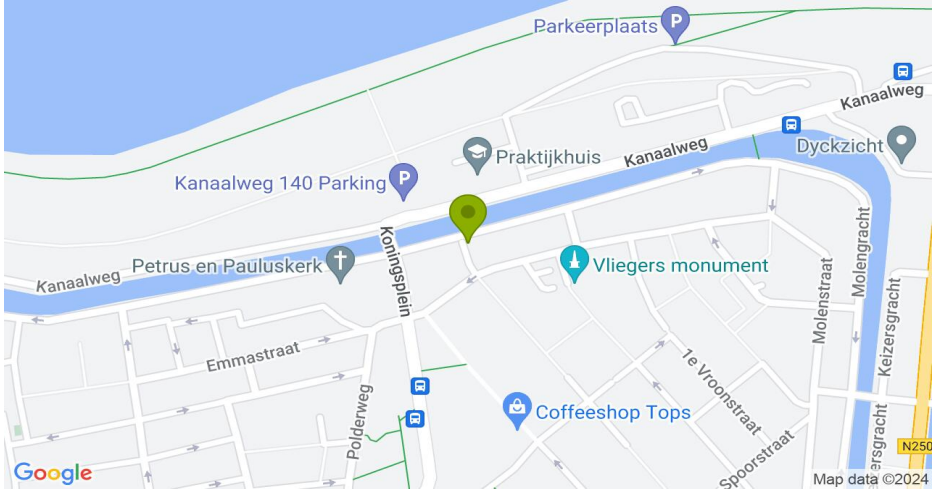 Parkeerplaats
P
Kanaalweg
Kanaalweg
Dyckzicht
Praktijkhuis
Kanaalweg 140 Parking
P
Koningsplein
Kanaalweg
Petrus en Pauluskerk
Vliegers monument
Molengracht
Molenstraat
Keizersgracht
Emmastraat
1e Vroonstraat
Polderweg
Coffeeshop Tops
Spoorstraat
Keizersgracht
N250
Google
Map data ©2024